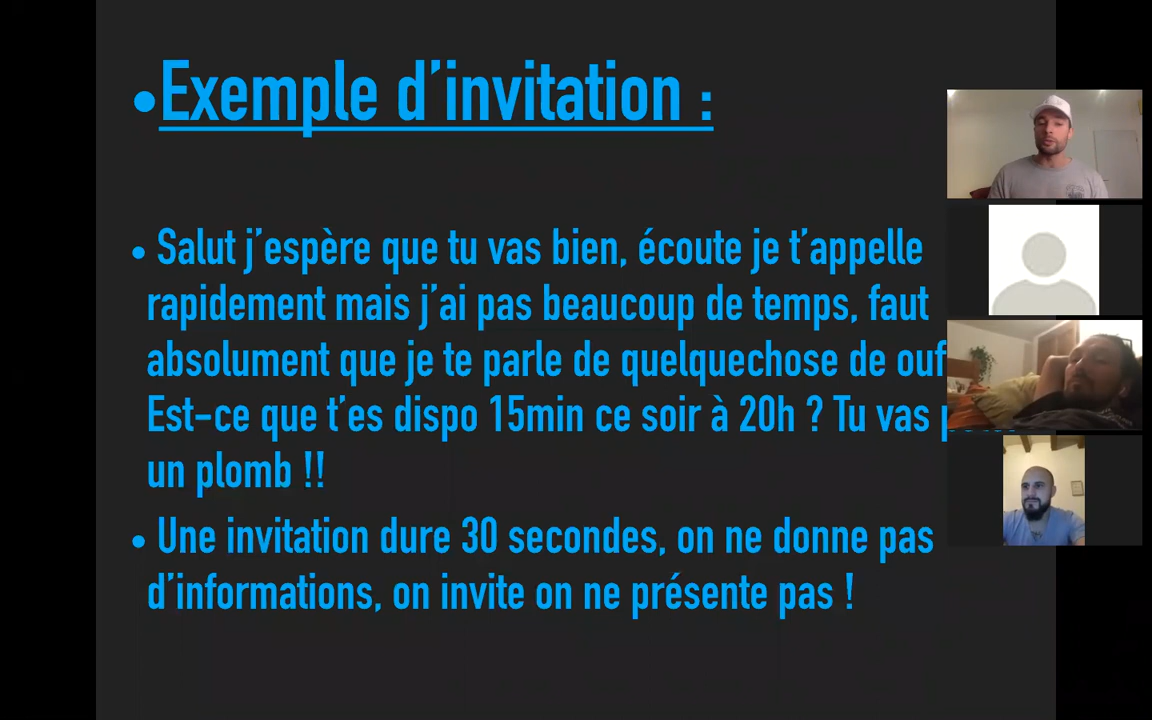 •Exemple d'invitation :
• Salut j'espère que tu vas bien, écoute je t'appelle
rapidement mais j'ai pas beaucoup de temps, faut
absolument que je te parle de quelquechose de ouf
Est-ce que t'es dispo 15min ce soir à 20h ? Tu vas
un plomb !!
• Une invitation dure 30 secondes, on ne donne pas
d'informations, on invite on ne présente pas !